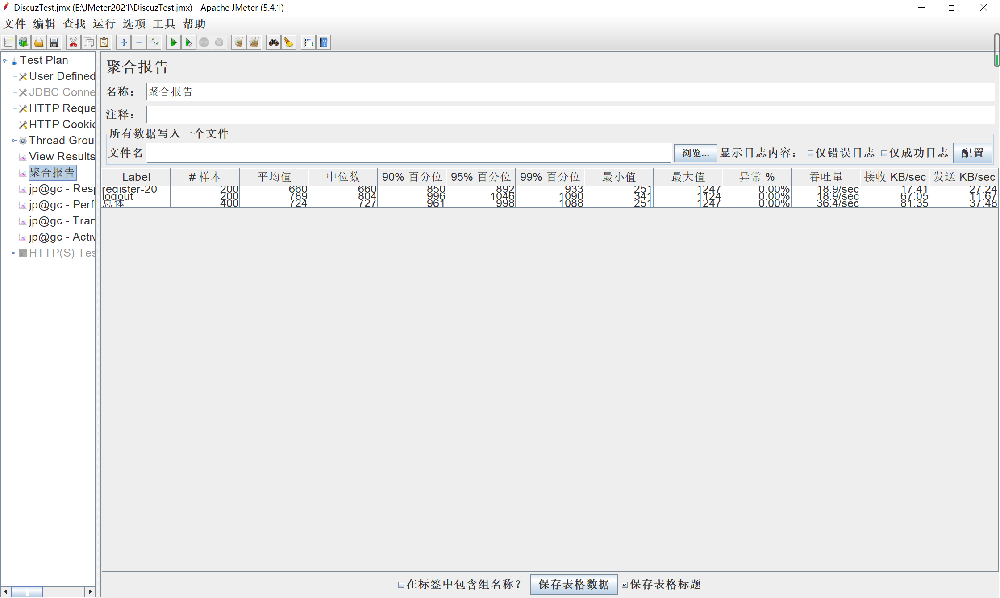 DiscuzTest.jmx (E:\JMeter2021\DiscuzTest.jmx) - Apache JMeter (5.4.1)
文件 编辑 查找 运行 选项 工具 帮助
Test Plan
User Defined
JDBC Conne
HTTP Reque
HTTP Cookie
Thread Grou
View Results
聚合报告
jp@gc - Res
jp@gc - Perf
jp@gc - Tran
jp@gc - Activ
HTTP(S) Tes
聚合报告
名称： 聚合报告
注释：
所有数据写入一个文件
文件名 浏览... 显示日志内容： 仅错误日志 仅成功日志 配置
Label # 样本 平均值 中位数 90% 百分位 95% 百分位 99% 百分位 最小值 最大值 异常 % 吞吐量 接收 KB/sec 发送 KB/sec
register-20 200 660 660 850 892 933 251 1247 0.00% 18.9/sec 17.41 27.24
logout 200 789 804 996 1046 1090 341 1124 0.00% 18.9/sec 67.05 11.67
总体 400 724 727 961 998 1088 251 1247 0.00% 36.4/sec 81.35 37.48
在标签中包含组名称？ 保存表格数据 保存表格标题